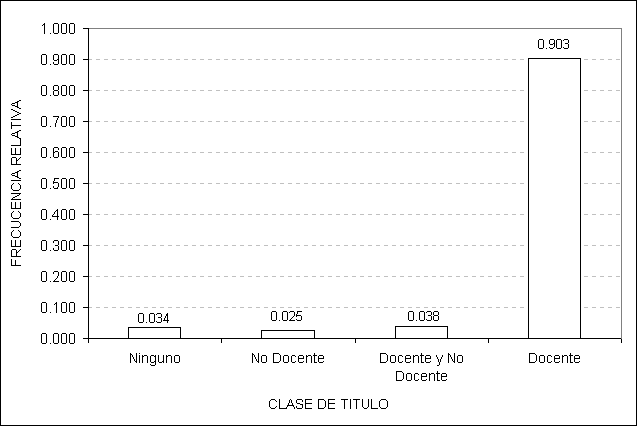 1.000
0.900
0.800
0.700
0.600
0.500
0.400
0.300
0.200
0.100
0.000
FRECUCENCIA RELATIVA
0.034
0.025
0.038
0.903
Ninguno
No Docente
Docente y No
Docente
Docente
CLASE DE TITULO